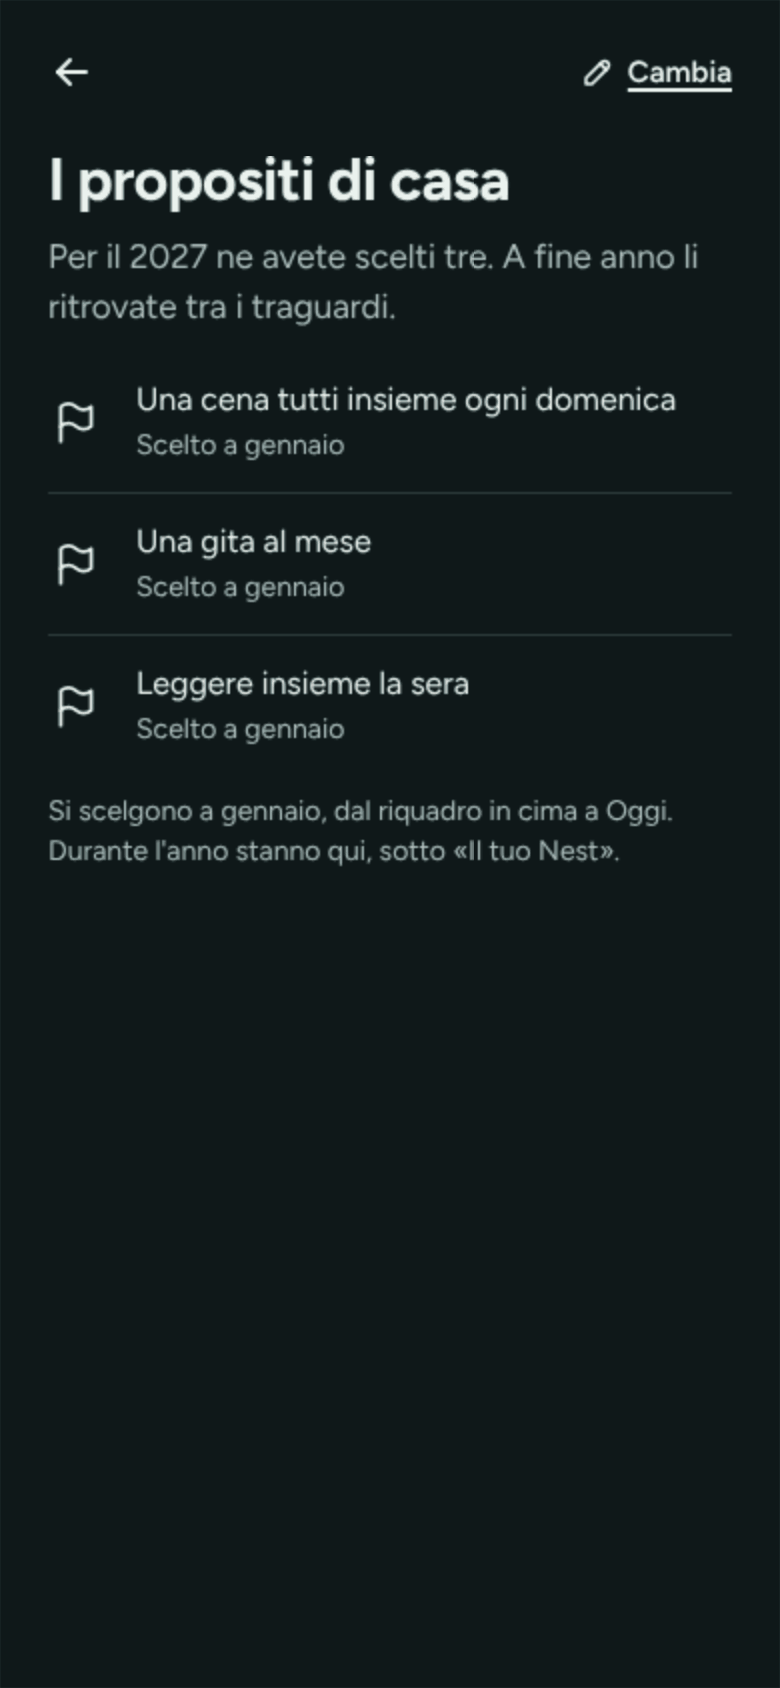 Cambia
I propositi di casa
Per il 2027 ne avete scelti tre. A fine anno li
ritrovate tra i traguardi.
Una cena tutti insieme ogni domenica
Scelto a gennaio
Una gita al mese
Scelto a gennaio
Leggere insieme la sera
Scelto a gennaio
Si scelgono a gennaio, dal riquadro in cima a Oggi.
Durante l'anno stanno qui, sotto «Il tuo Nest».